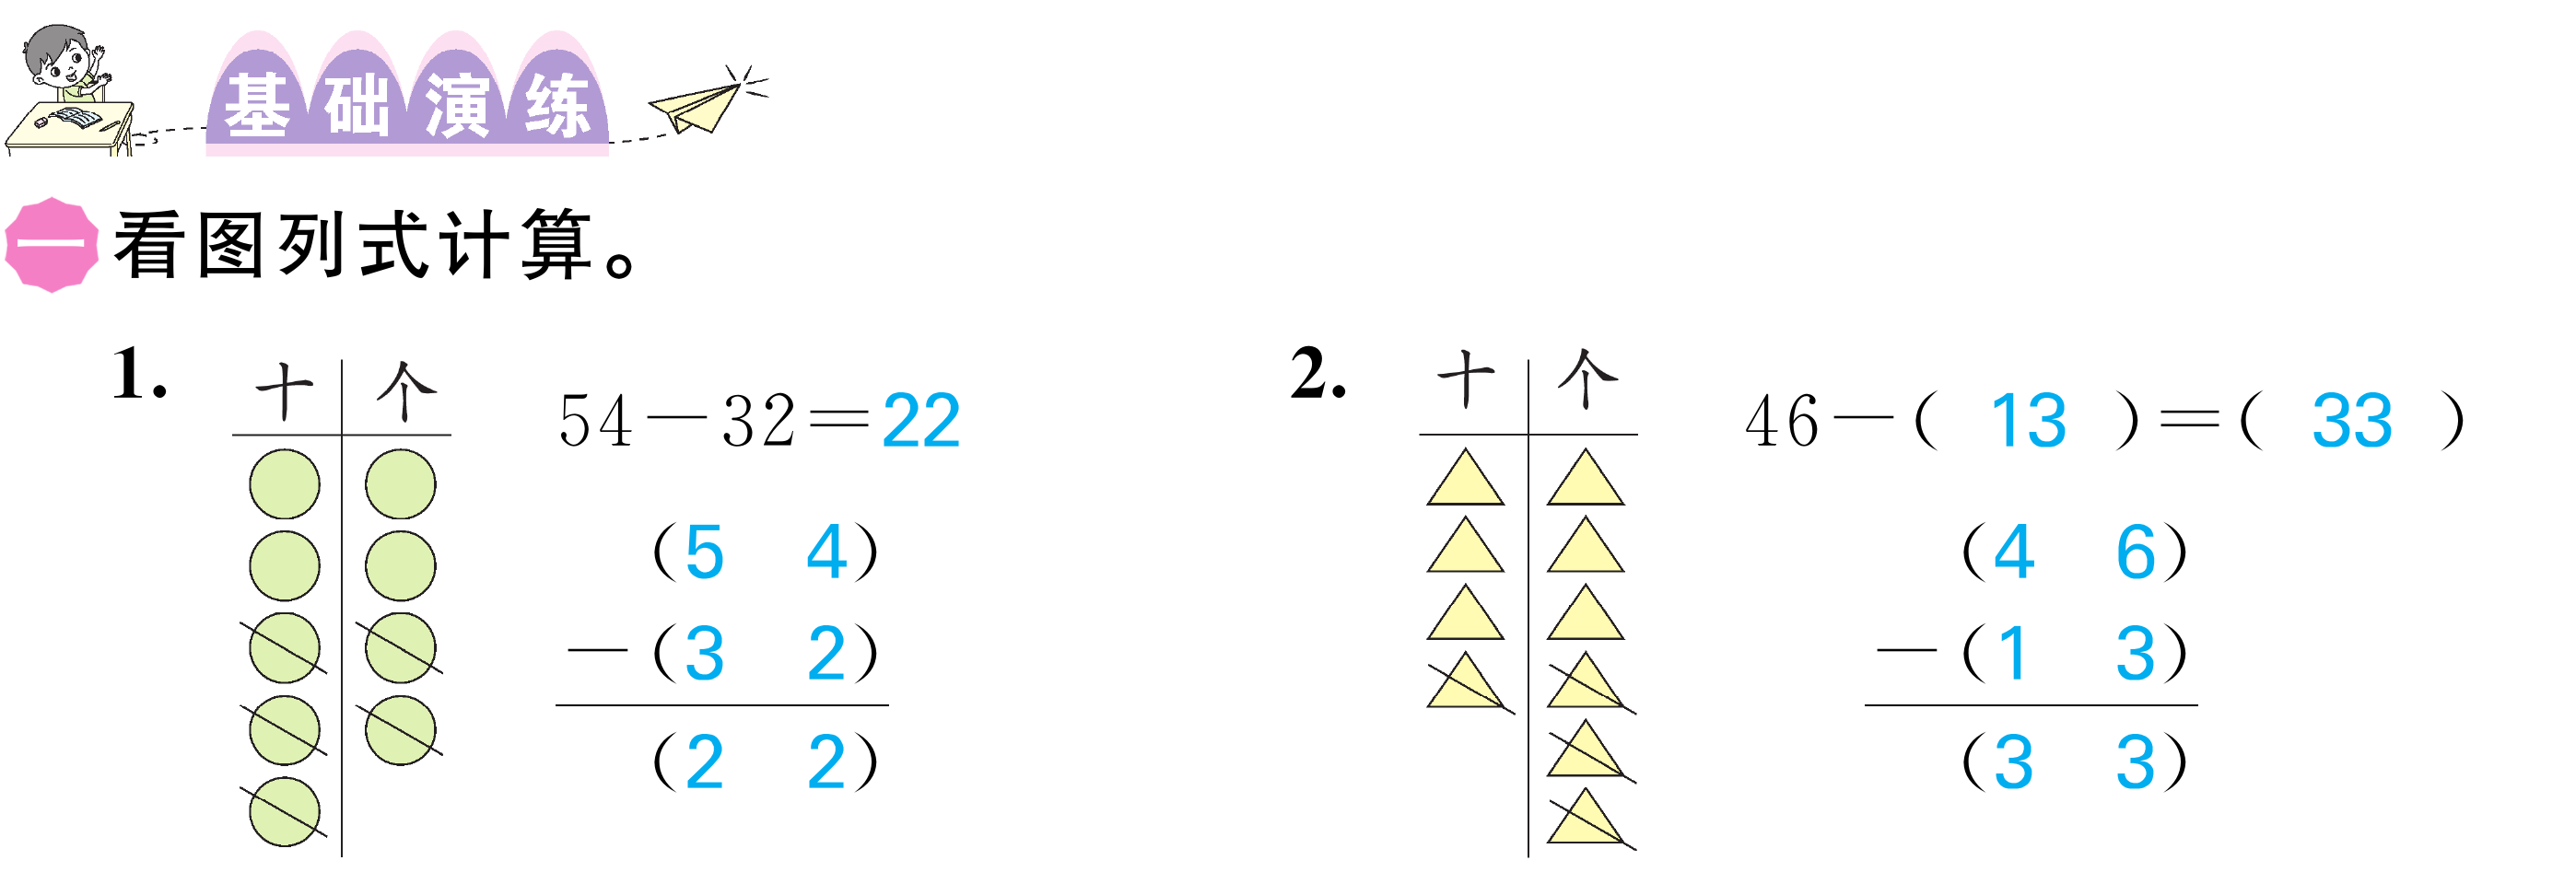 基础演练
一 看图列式计算。
1. 十 个 54－32＝22
(5 4)
－(3 2)
(2 2)
2. 十 个 46－( 13 )＝( 33 )
(4 6)
－(1 3)
(3 3)